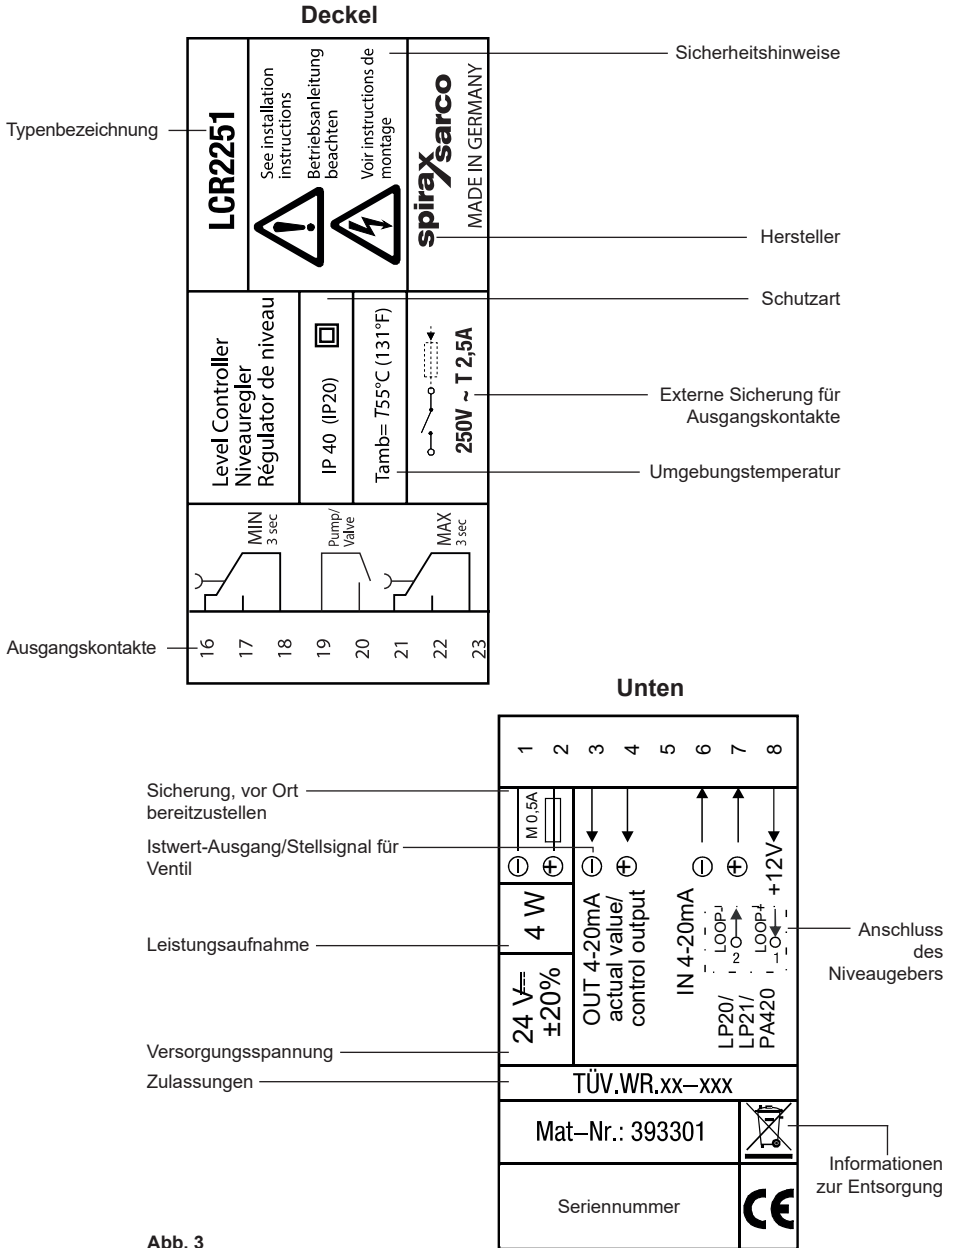 Deckel
Sicherheitshinweise
Typenbezeichnung
LCR2251
See installation
instructions
Betriebsanleitung
beachten
Voir instructions de
montage
spirax
sarco
MADE IN GERMANY
Hersteller
Schutzart
Level Controller
Niveauregler
Régulator de niveau
IP 40 (IP20)
Tamb= T55°C (131°F)
250V ~ T 2,5A
Externe Sicherung für
Ausgangskontakte
Umgebungstemperatur
MIN
3 sec
Pump/
Valve
MAX
3 sec
Ausgangskontakte
16
17
18
19
20
21
22
23
Unten
1
2
3
4
5
6
7
8
Sicherung, vor Ort
bereitzustellen
M 0,5A
Istwert-Ausgang/Stellsignal für
Ventil
+12V
Leistungsaufnahme
4 W
OUT 4-20mA
actual value/
control output
IN 4-20mA
LOOP-
2
LOOP+
1
LP20/
LP21/
PA420
Anschluss
des
Niveaugebers
Versorgungsspannung
24 V
±20%
Zulassungen
TÜV.WR.xx–xxx
Mat–Nr.: 393301
Informationen
zur Entsorgung
Seriennummer
CE
Abb. 3